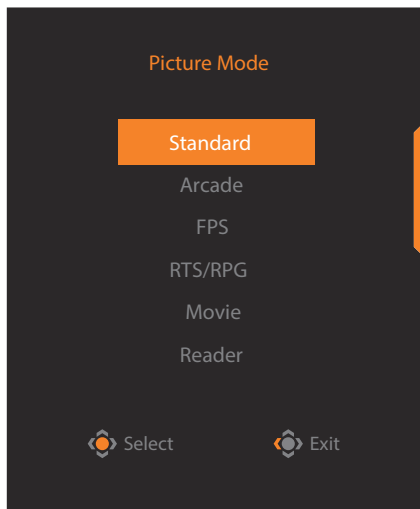 Picture Mode
Standard
Arcade
FPS
RTS/RPG
Movie
Reader
Select Exit